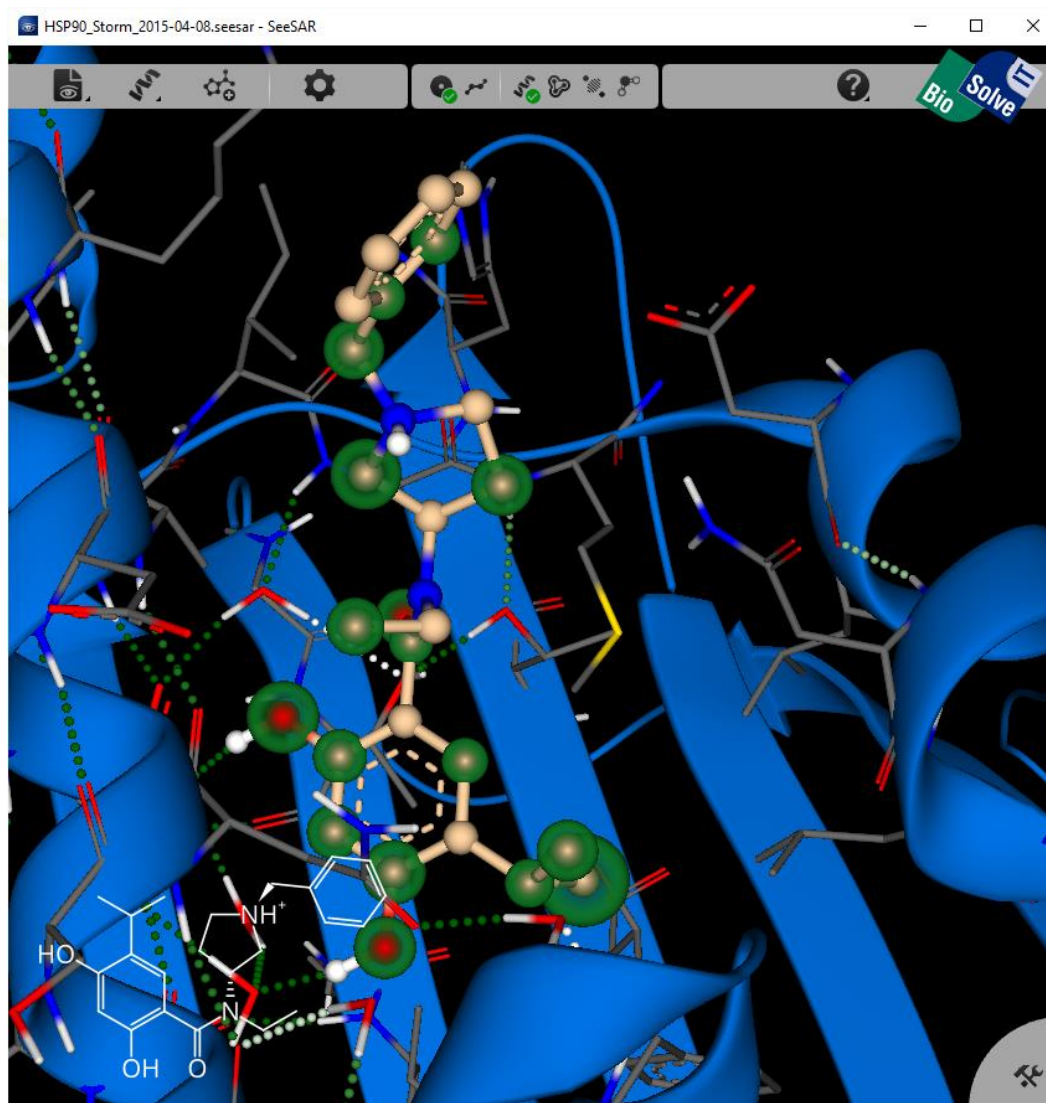 HSP90_Storm_2015-04-08.seesar - SeeSAR
?
Bio
Solve
IT
NH+
HO
N
OH
O